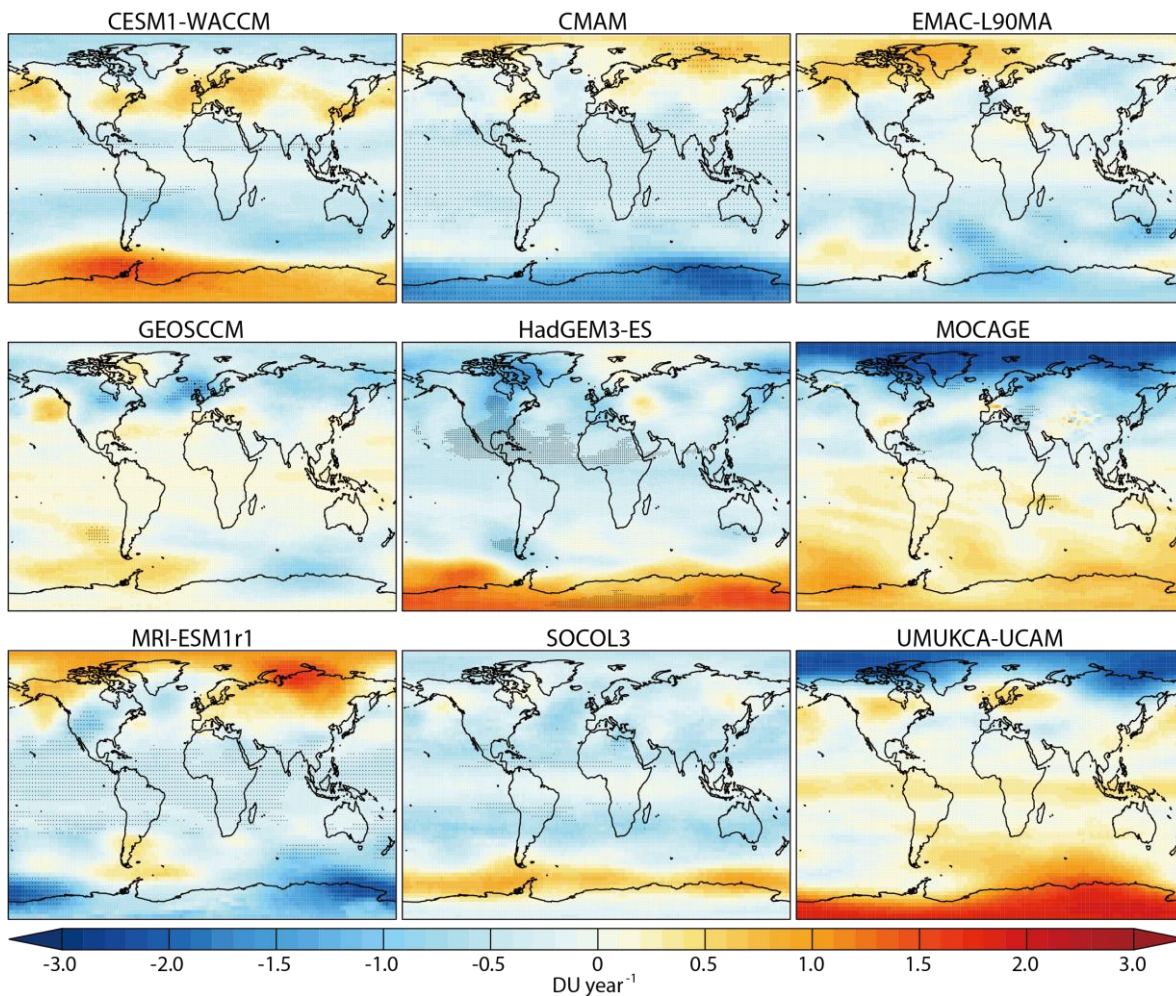 CESM1-WACCM CMAM EMAC-L90MA
GEOSCCM HadGEM3-ES MOCAGE
MRI-ESM1r1 SOCOL3 UMUKCA-UCAM
-3.0 -2.0 -1.5 -1.0 -0.5 0 0.5 1.0 1.5 2.0 3.0
DU year⁻¹